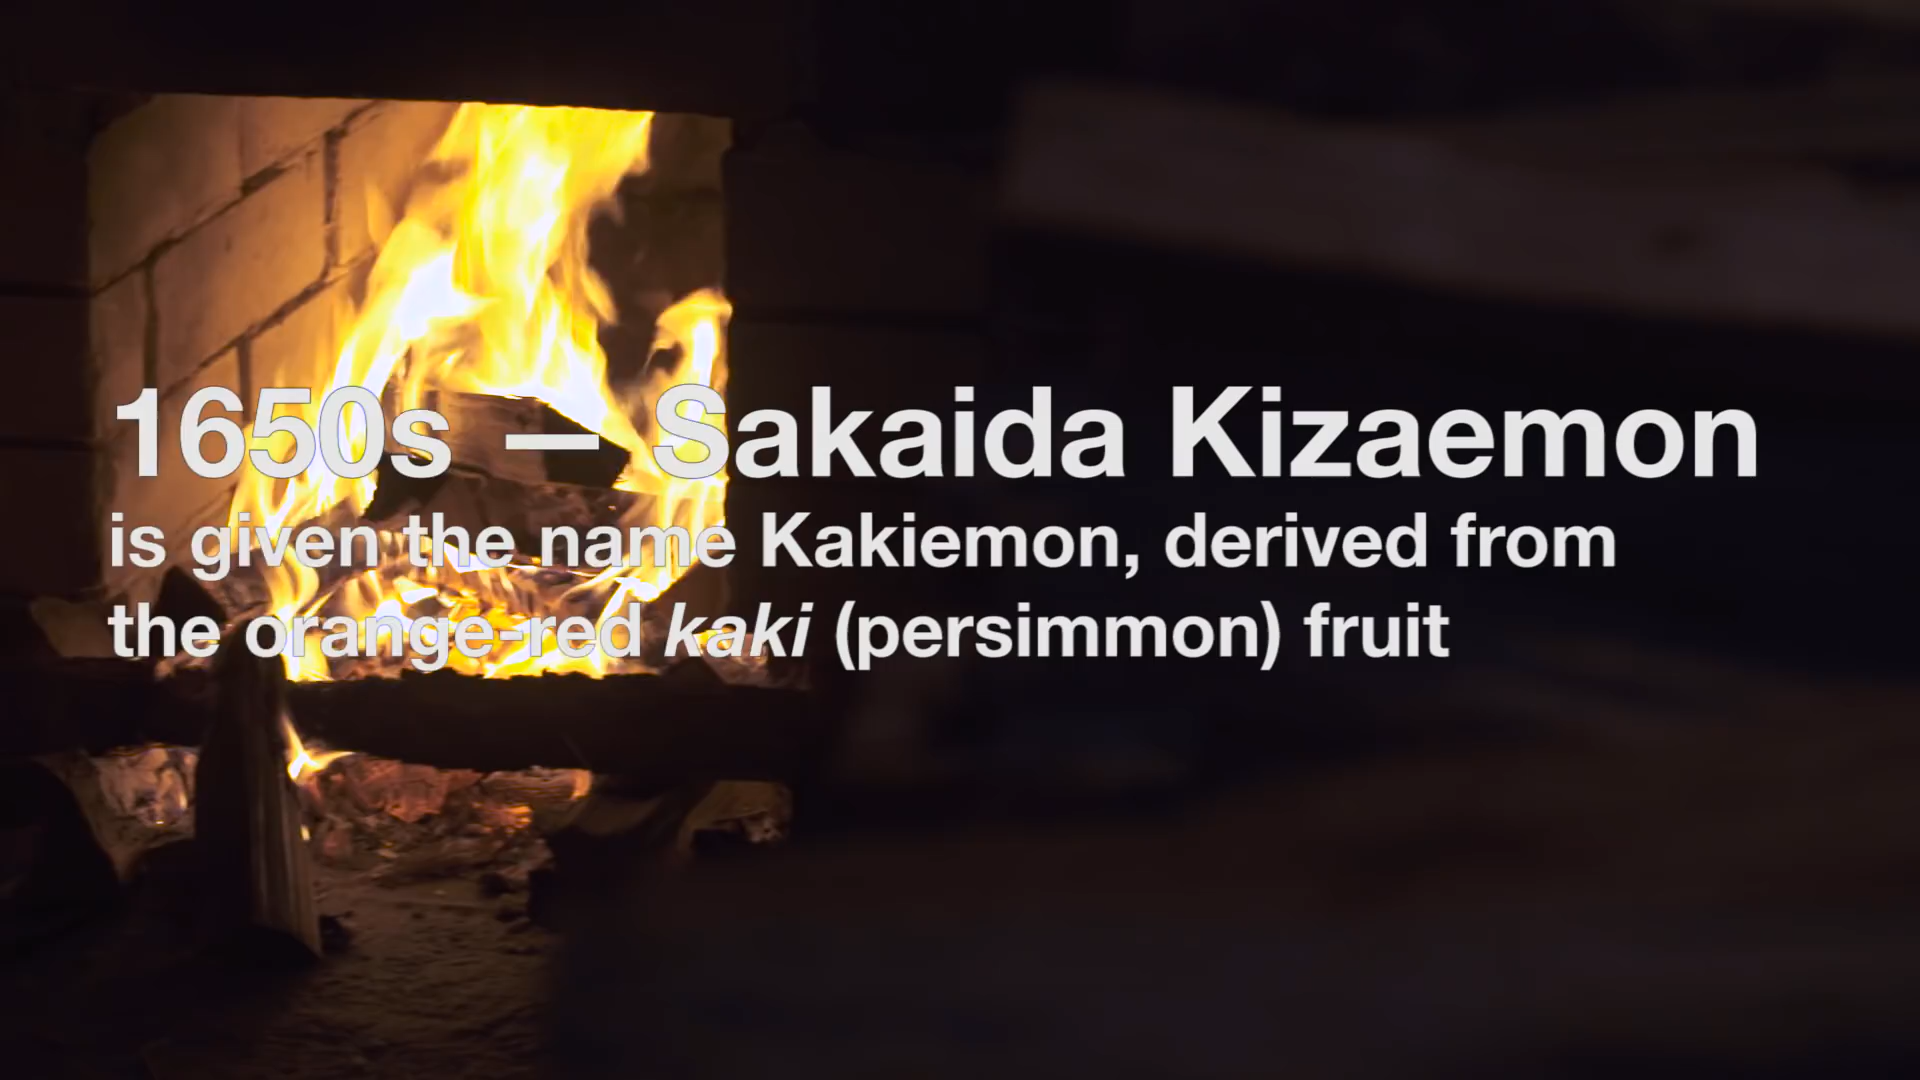 1650s – Sakaida Kizaemon
is given the name Kakiemon, derived from
the orange-red kaki (persimmon) fruit